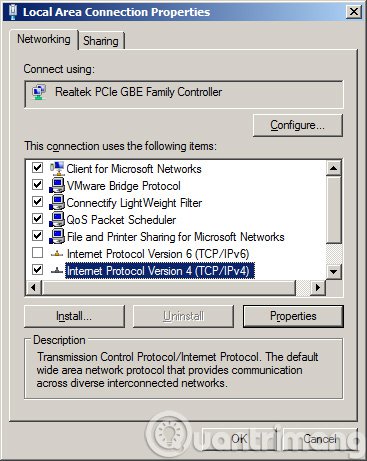 Local Area Connection Properties
Networking
Sharing
Connect using:
Realtek PCIe GBE Family Controller
Configure...
This connection uses the following items:
Client for Microsoft Networks
VMware Bridge Protocol
Connectify LightWeight Filter
QoS Packet Scheduler
File and Printer Sharing for Microsoft Networks
Internet Protocol Version 6 (TCP/IPv6)
Internet Protocol Version 4 (TCP/IPv4)
Install...
Uninstall
Properties
Description
Transmission Control Protocol/Internet Protocol. The default
wide area network protocol that provides communication
across diverse interconnected networks.
OK
Cancel
Quantrimang